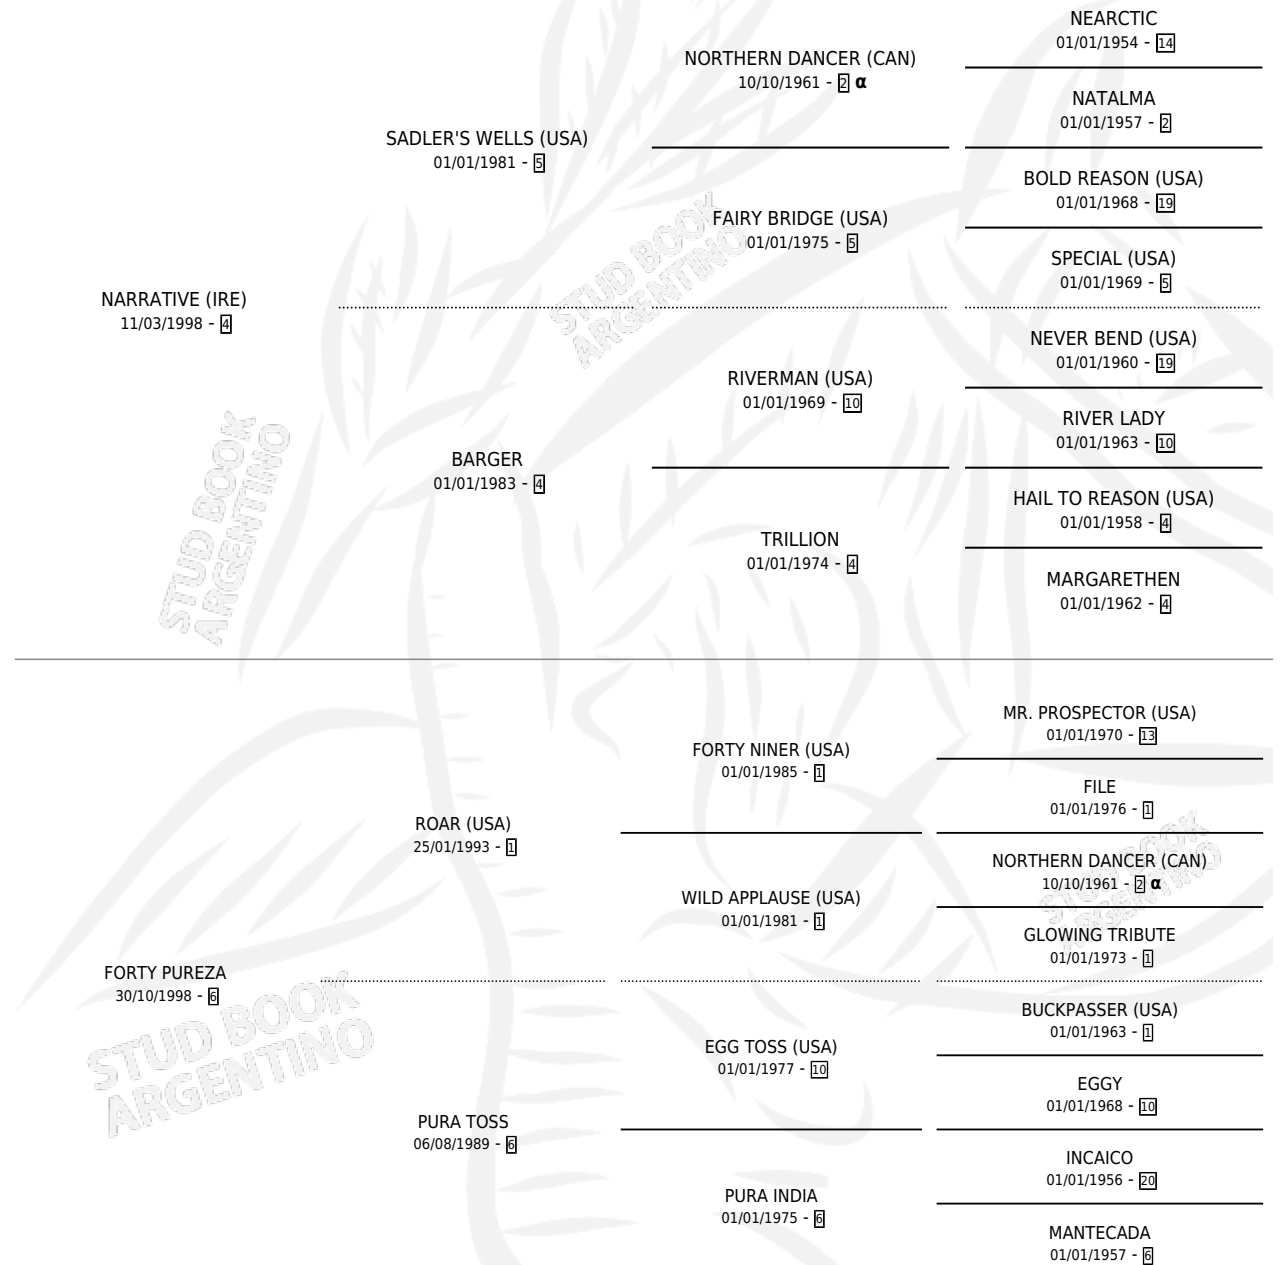 NARRATIVE (IRE)
11/03/1998 - 4
SADLER'S WELLS (USA)
01/01/1981 - 5
NORTHERN DANCER (CAN)
10/10/1961 - 2 α
NEARCTIC
01/01/1954 - 14
NATALMA
01/01/1957 - 2
FAIRY BRIDGE (USA)
01/01/1975 - 5
BOLD REASON (USA)
01/01/1968 - 19
SPECIAL (USA)
01/01/1969 - 5
BARGER
01/01/1983 - 4
RIVERMAN (USA)
01/01/1969 - 10
NEVER BEND (USA)
01/01/1960 - 19
RIVER LADY
01/01/1963 - 10
TRILLION
01/01/1974 - 4
HAIL TO REASON (USA)
01/01/1958 - 4
MARGARETHEN
01/01/1962 - 4
FORTY PUREZA
30/10/1998 - 6
ROAR (USA)
25/01/1993 - 1
FORTY NINER (USA)
01/01/1985 - 1
MR. PROSPECTOR (USA)
01/01/1970 - 13
FILE
01/01/1976 - 1
WILD APPLAUSE (USA)
01/01/1981 - 1
NORTHERN DANCER (CAN)
10/10/1961 - 2 α
GLOWING TRIBUTE
01/01/1973 - 1
PURA TOSS
06/08/1989 - 6
EGG TOSS (USA)
01/01/1977 - 10
BUCKPASSER (USA)
01/01/1963 - 1
EGGY
01/01/1968 - 10
PURA INDIA
01/01/1975 - 6
INCAICO
01/01/1956 - 20
MANTECADA
01/01/1957 - 6
STUD BOOK
ARGENTINO
STUD BOOK
ARGENTINO
STUD BOOK
ARGENTINO
STUD BOOK
ARGENTINO